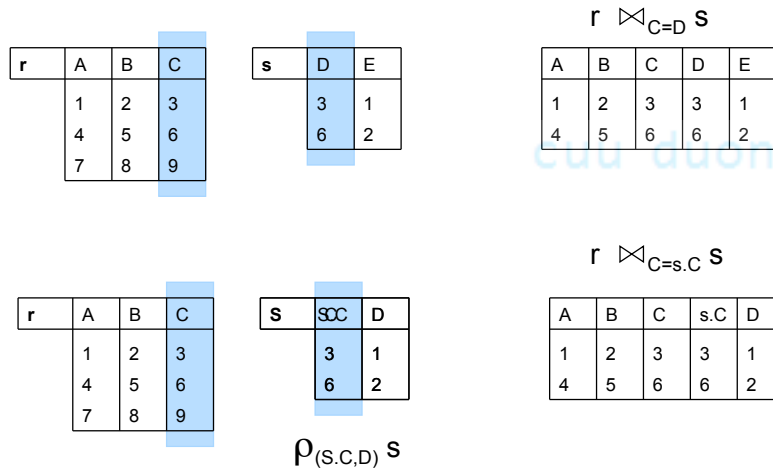 r ⋈C=D s
r A B C s D E A B C D E
1 2 3 3 1 1 2 3 3 1
4 5 6 6 2 4 5 6 6 2
7 8 9
cuu duon
r ⋈C=s.C s
r A B C S D A B C s.C D
1 2 3 3 1 1 2 3 3 1
4 5 6 6 2 4 5 6 6 2
7 8 9
ρ(S.C,D) s